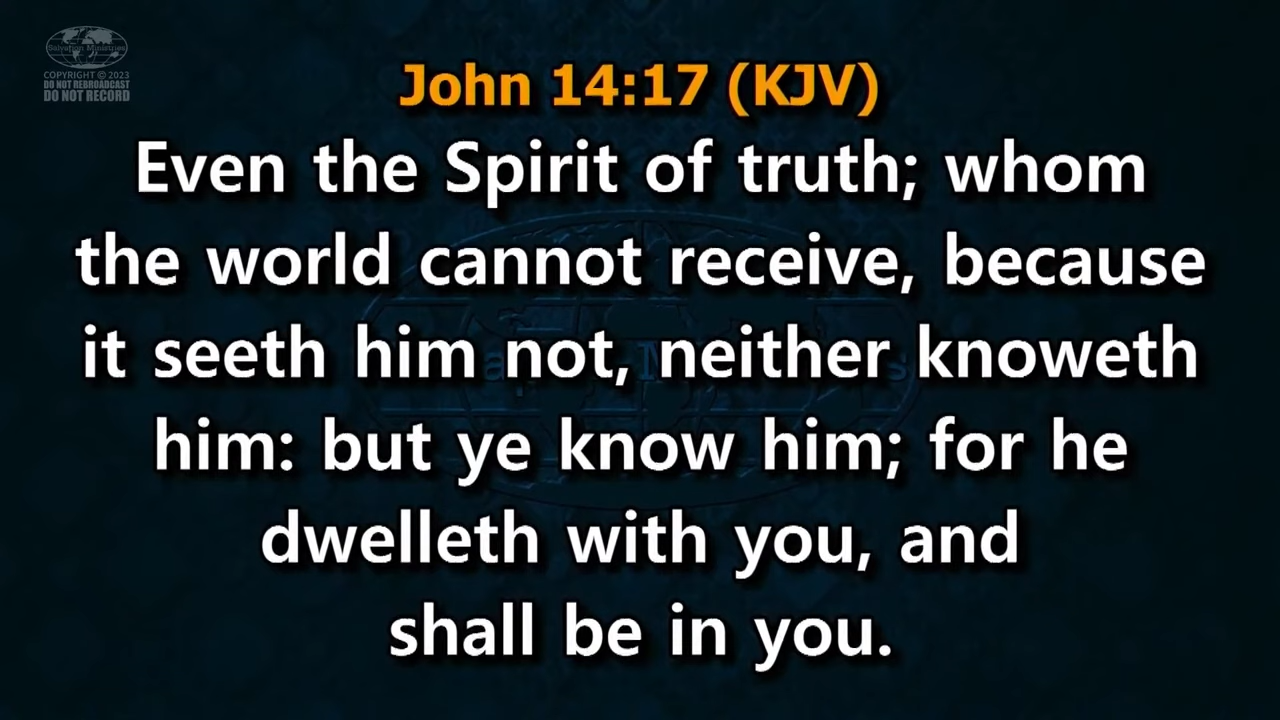 Salvation Ministries
COPYRIGHT © 2023
DO NOT REBROADCAST
DO NOT RECORD
John 14:17 (KJV)
Even the Spirit of truth; whom
the world cannot receive, because
it seeth him not, neither knoweth
him: but ye know him; for he
dwelleth with you, and
shall be in you.